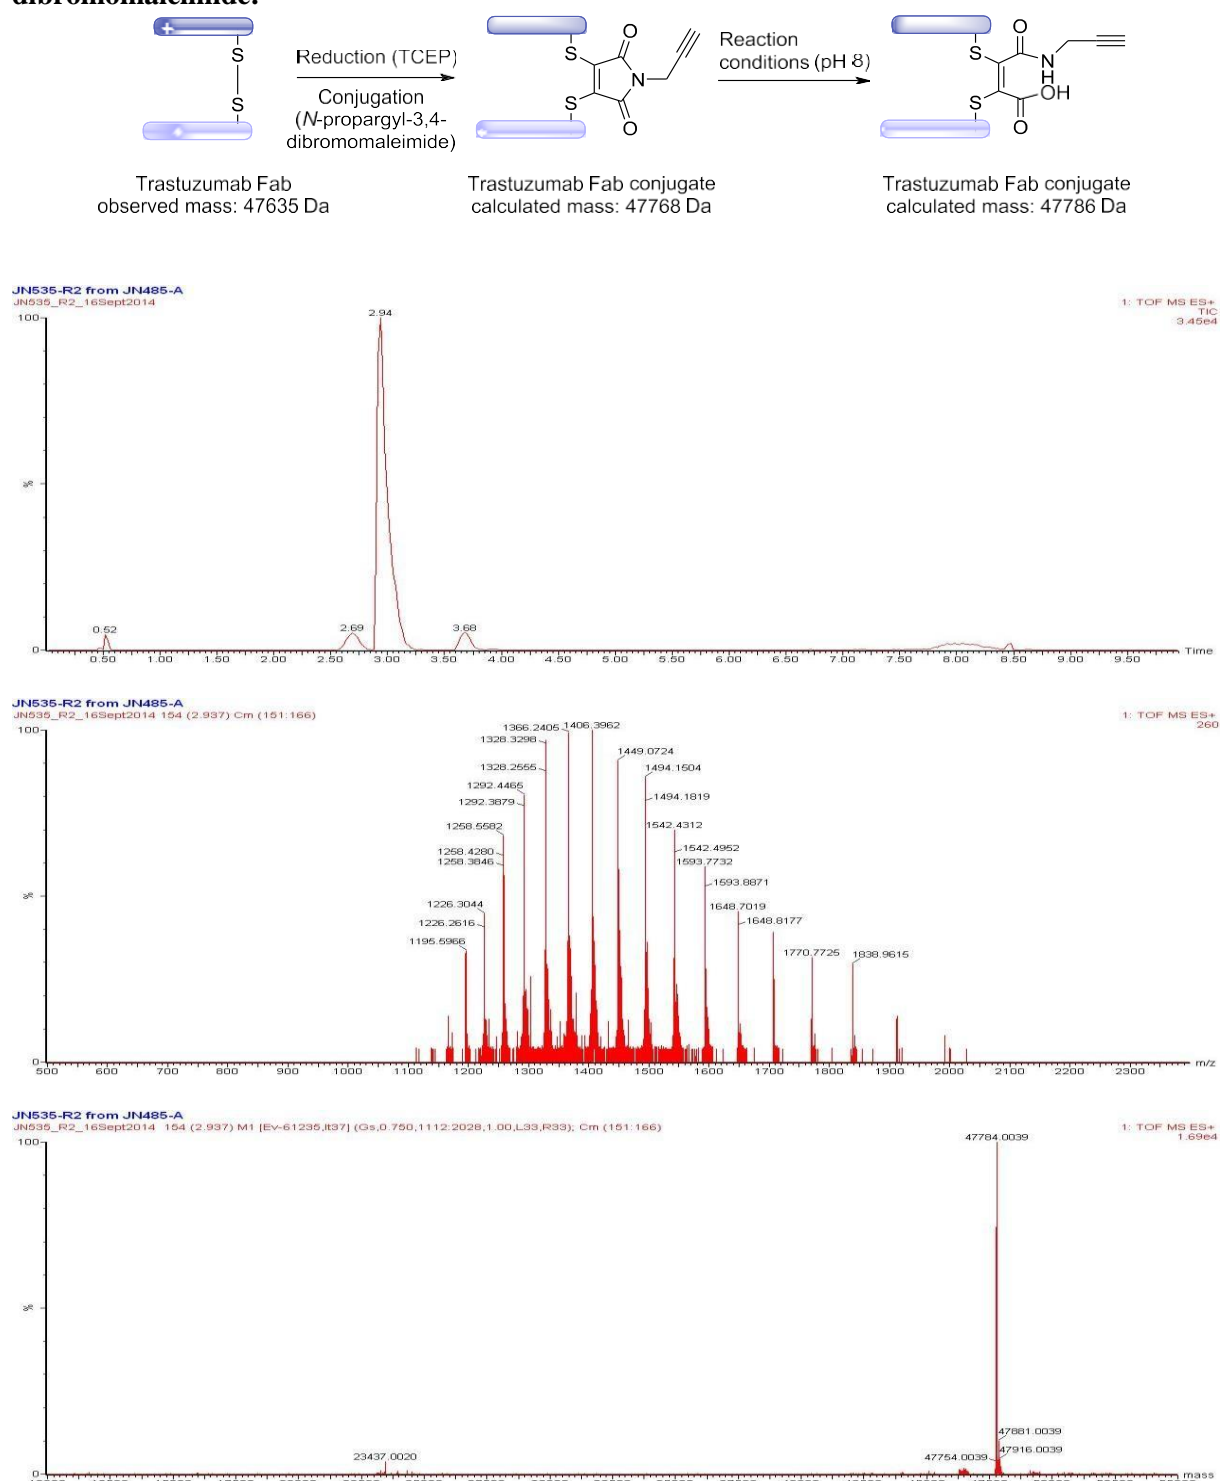 dibromomaleimide.
Reduction (TCEP)
Conjugation
(N-propargyl-3,4-
dibromomaleimide)
Reaction
conditions (pH 8)
+
S
S
S
S
O
N
O
S
S
O
N
H
OH
O
Trastuzumab Fab
observed mass: 47635 Da
Trastuzumab Fab conjugate
calculated mass: 47768 Da
Trastuzumab Fab conjugate
calculated mass: 47786 Da
JN535-R2 from JN485-A
JN535_R2_16Sept2014
1: TOF MS ES+
TIC
3.45e4
100
%
0
2.94
0.52
2.69
3.68
0.50 1.00 1.50 2.00 2.50 3.00 3.50 4.00 4.50 5.00 5.50 6.00 6.50 7.00 7.50 8.00 8.50 9.00 9.50
Time
JN535-R2 from JN485-A
JN535_R2_16Sept2014 154 (2.937) Cm (151:166)
1: TOF MS ES+
260
100
%
0
1366.2405 1406.3962
1328.3298
1449.0724
1328.2555
1494.1504
1292.4465
1494.1819
1292.3879
1258.5582
1542.4312
1258.4280
1542.4952
1258.3846
1593.7732
1593.8871
1226.3044
1648.7019
1226.2616
1648.8177
1195.5966
1770.7725
1838.9615
500 600 700 800 900 1000 1100 1200 1300 1400 1500 1600 1700 1800 1900 2000 2100 2200 2300
m/z
JN535-R2 from JN485-A
JN535_R2_16Sept2014 154 (2.937) M1 [Ev-61235,It37] (Gs,0.750,1112:2028,1.00,L33,R33); Cm (151:166)
1: TOF MS ES+
1.69e4
100
%
0
47784.0039
47881.0039
47916.0039
47754.0039
23437.0020
mass